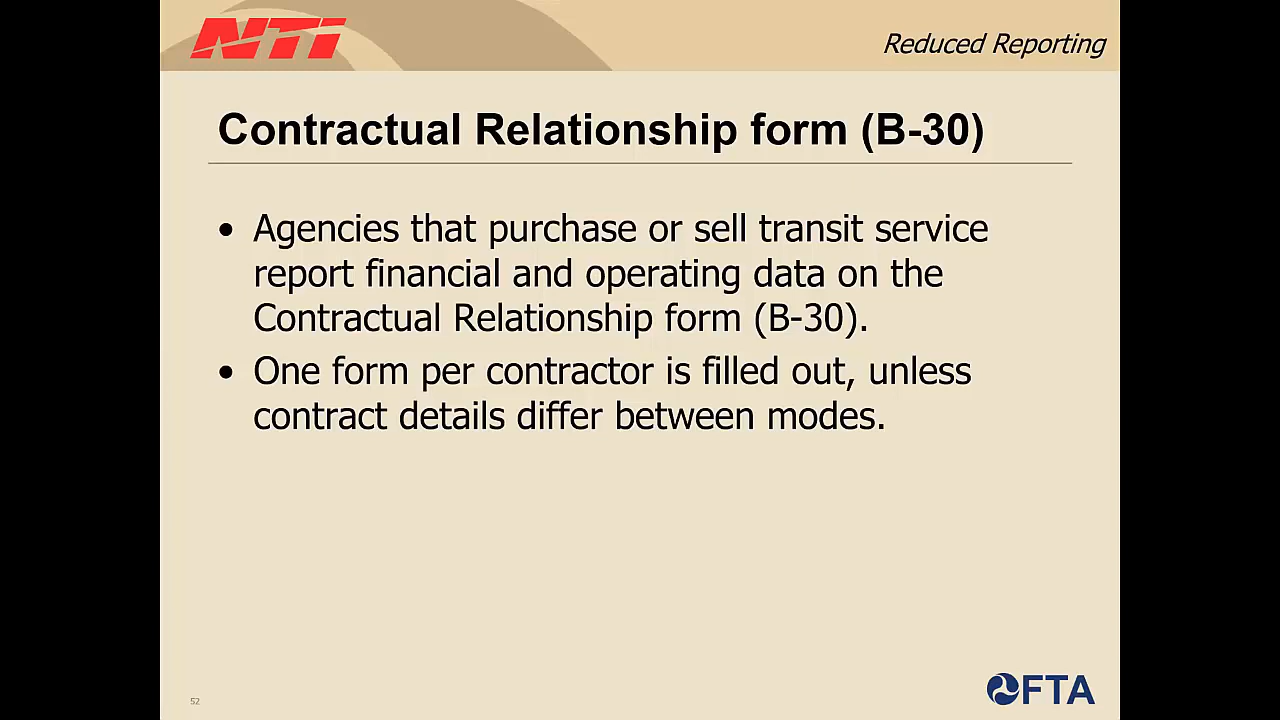 NTI
Reduced Reporting
Contractual Relationship form (B-30)
• Agencies that purchase or sell transit service
report financial and operating data on the
Contractual Relationship form (B-30).
• One form per contractor is filled out, unless
contract details differ between modes.
52
FTA